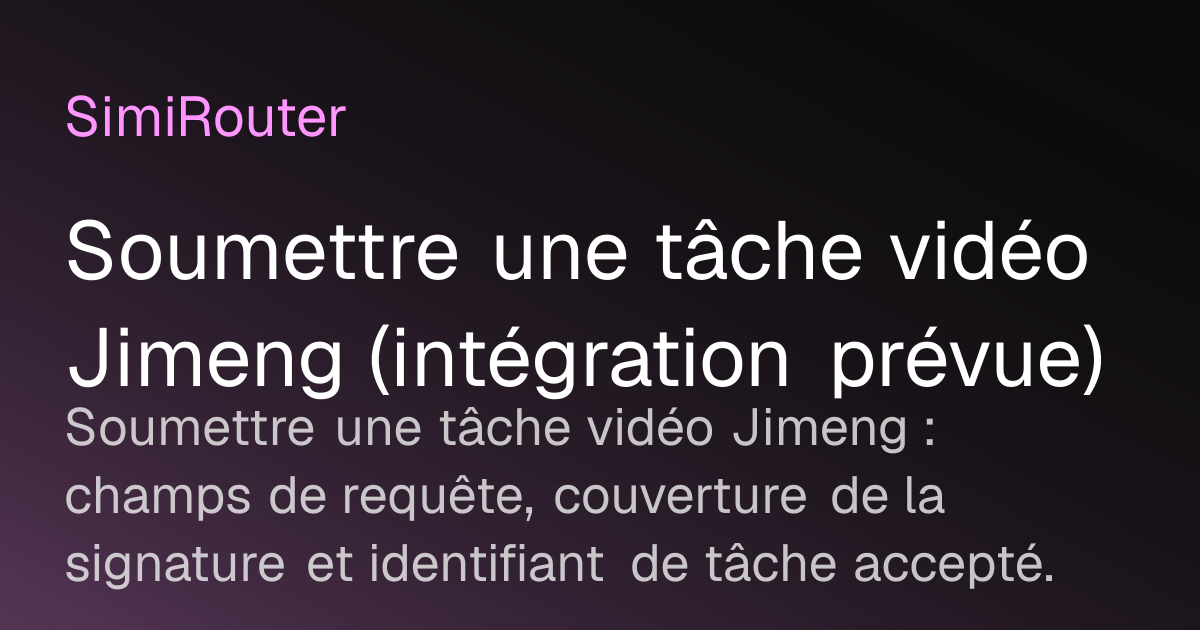 SimiRouter
Soumettre une tâche vidéo
Jimeng (intégration prévue)
Soumettre une tâche vidéo Jimeng :
champs de requête, couverture de la
signature et identifiant de tâche accepté.